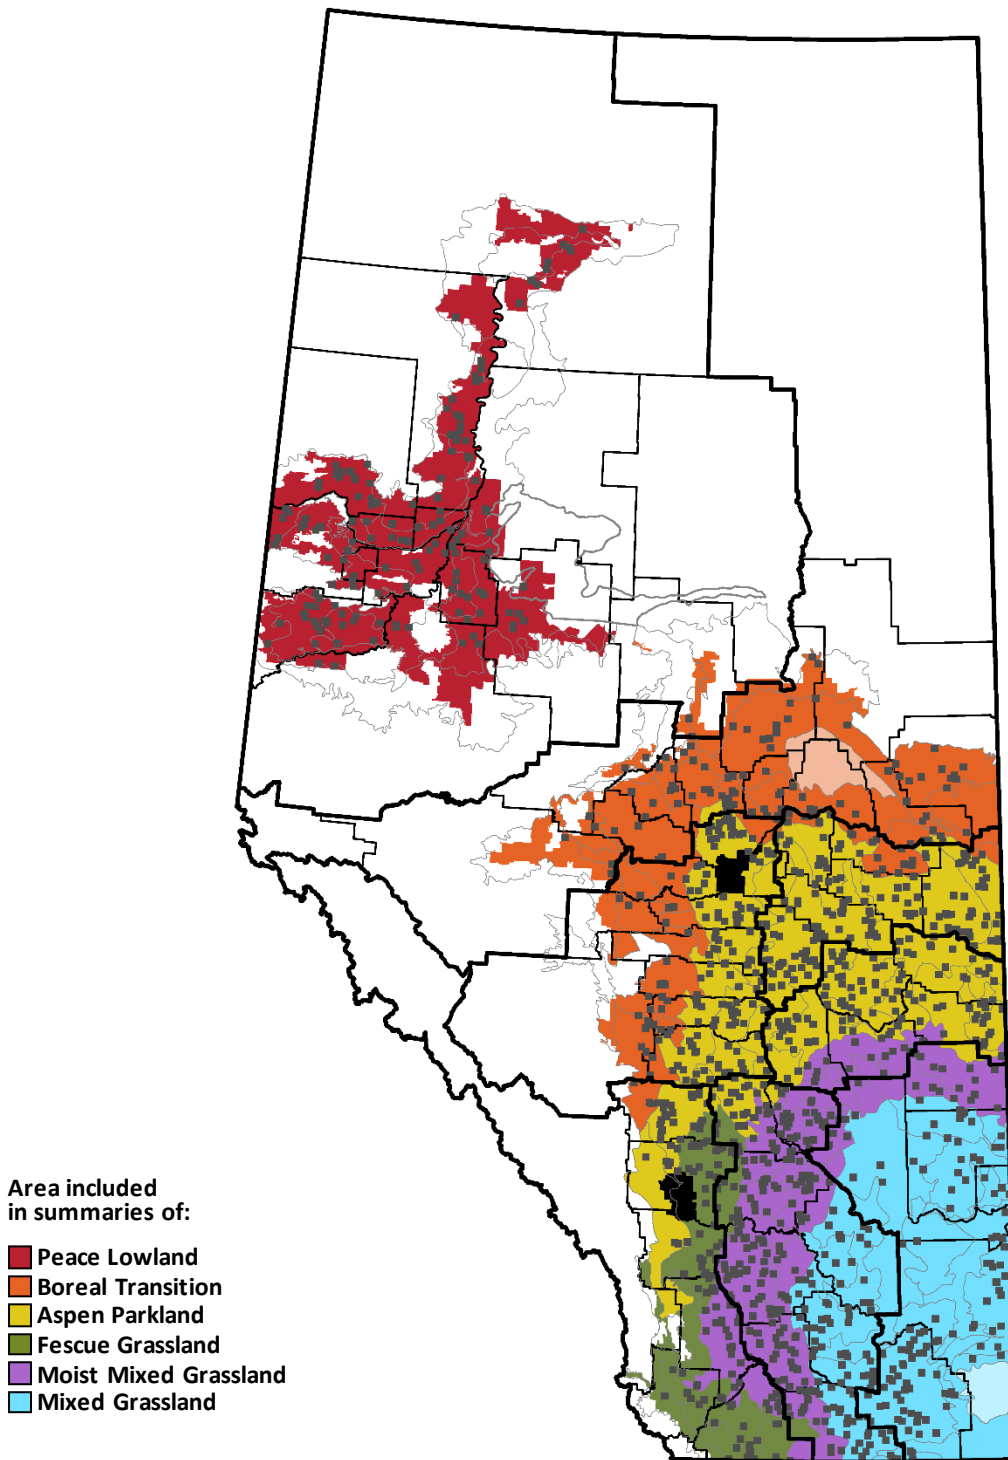 Area included
in summaries of:
Peace Lowland
Boreal Transition
Aspen Parkland
Fescue Grassland
Moist Mixed Grassland
Mixed Grassland